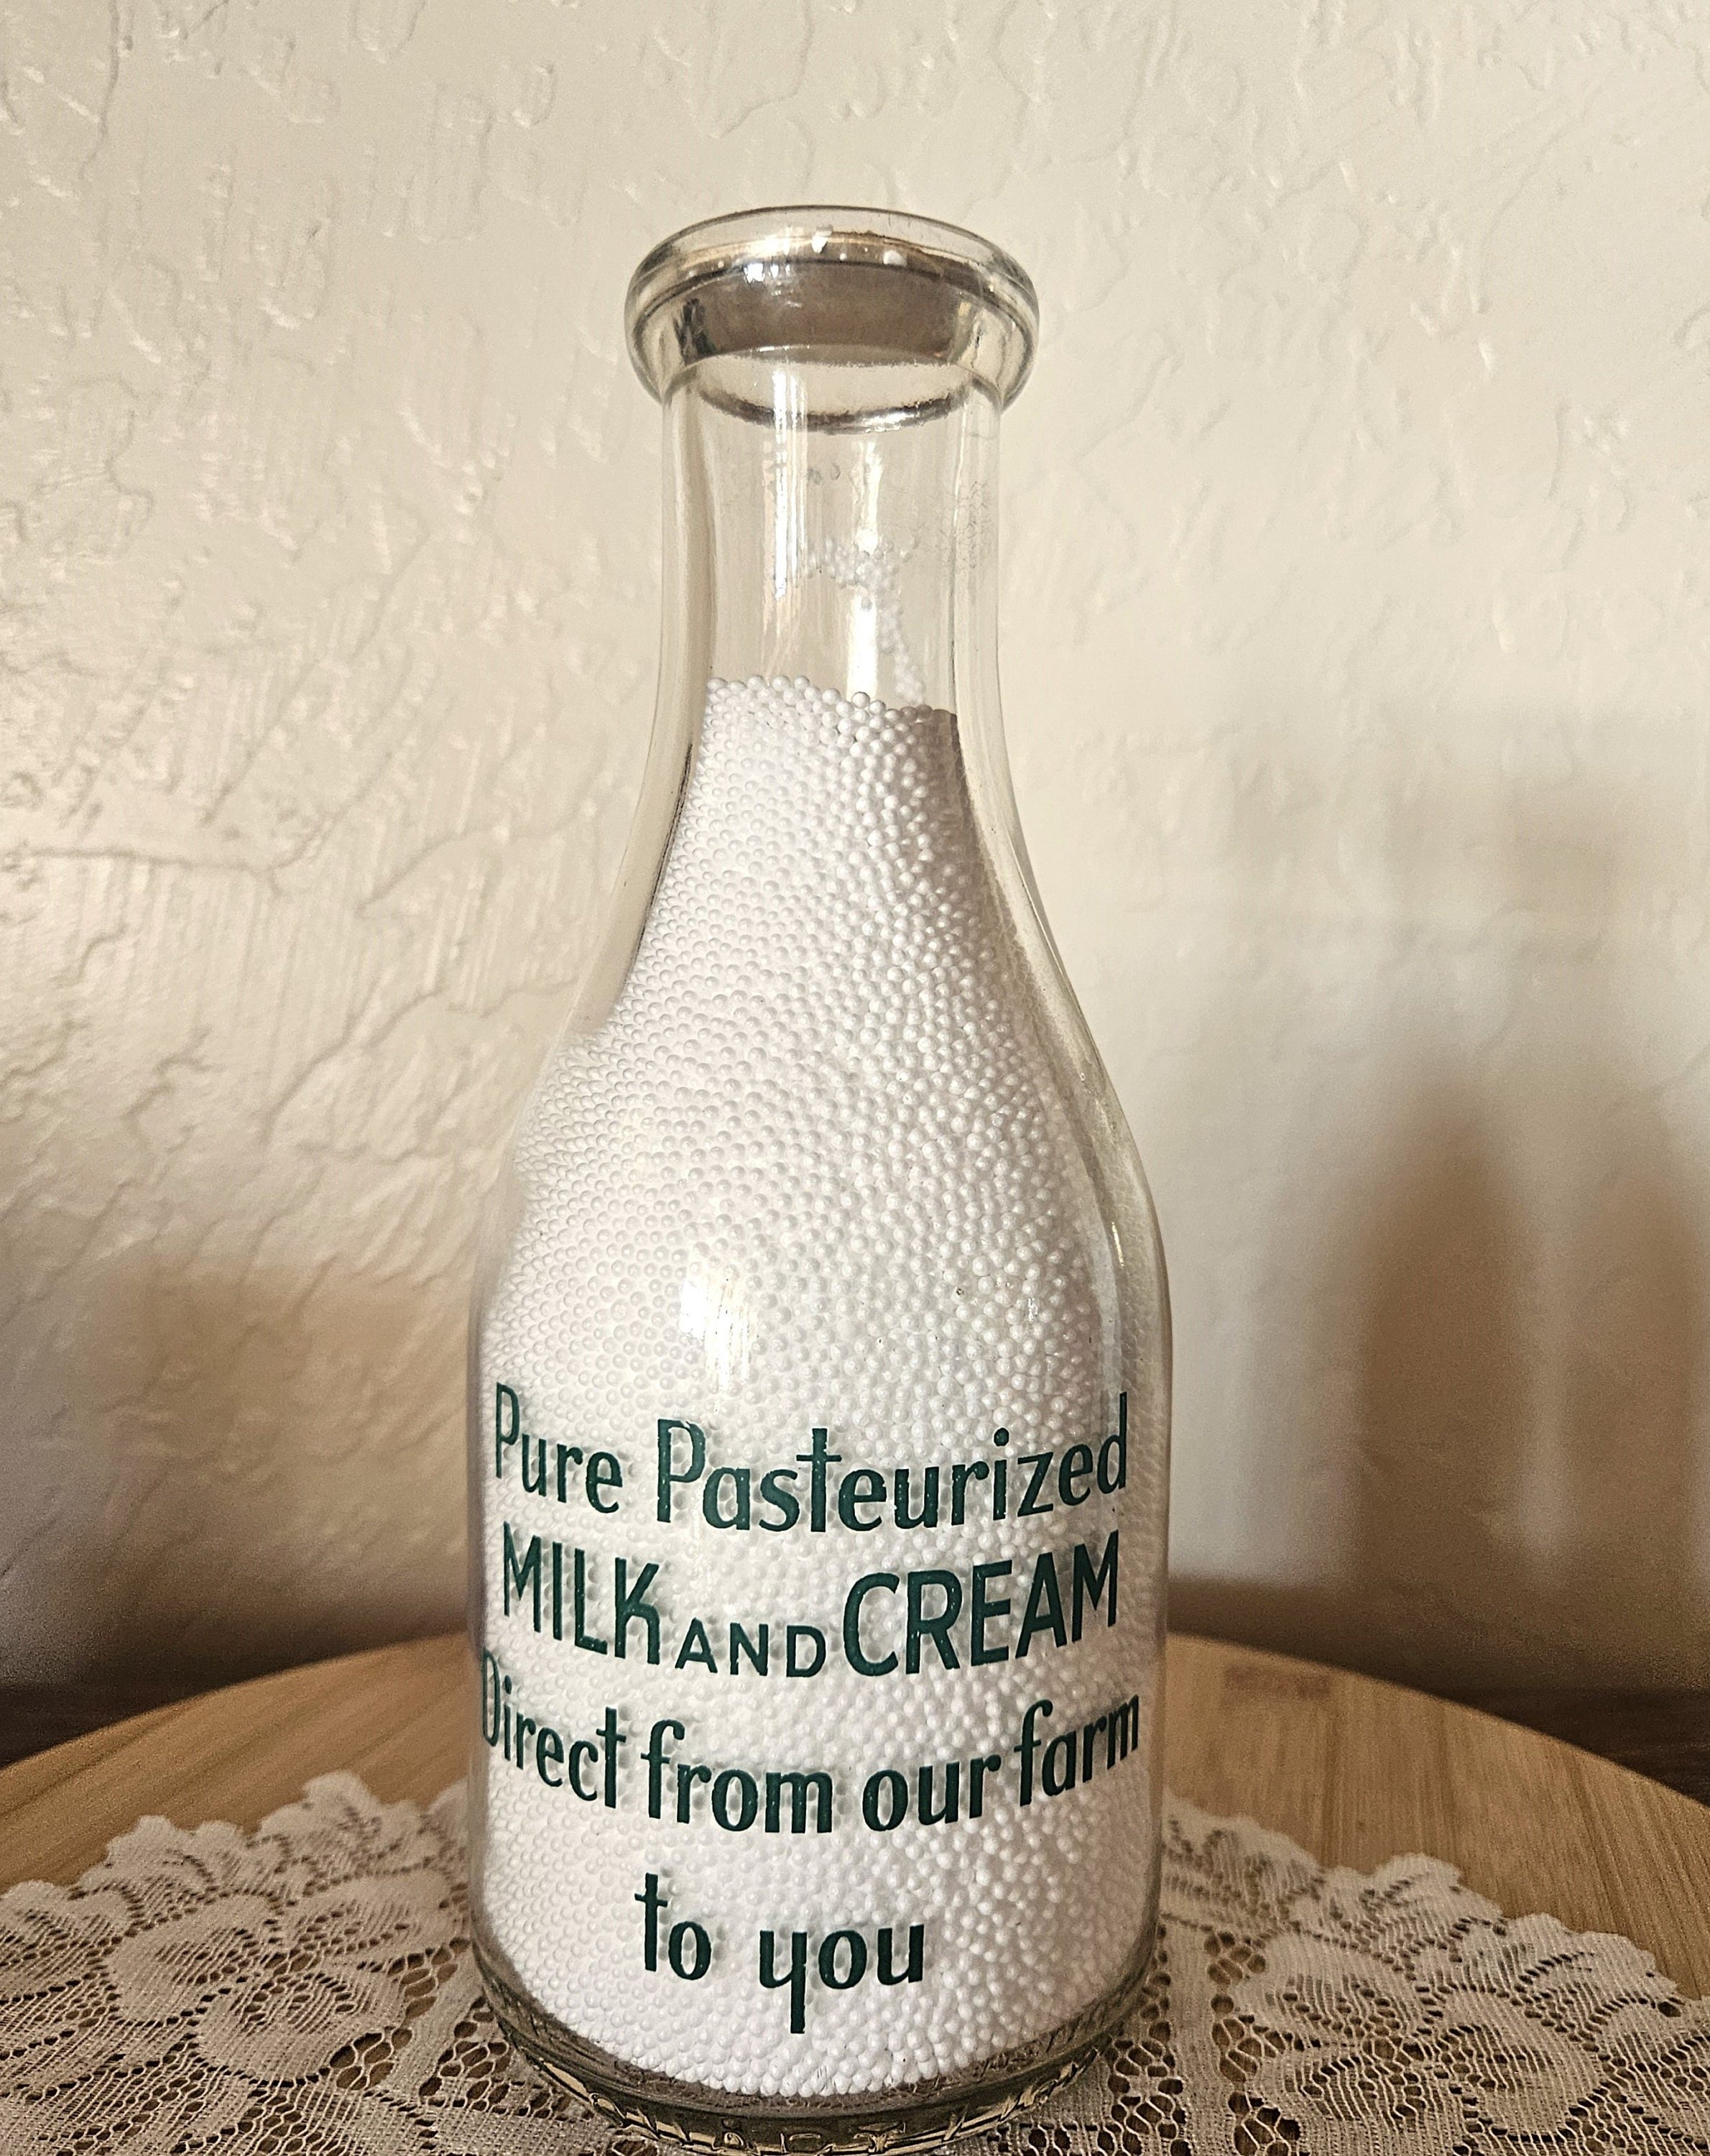 Pure Pasteurized
MILK AND CREAM
Direct from our farm
to you